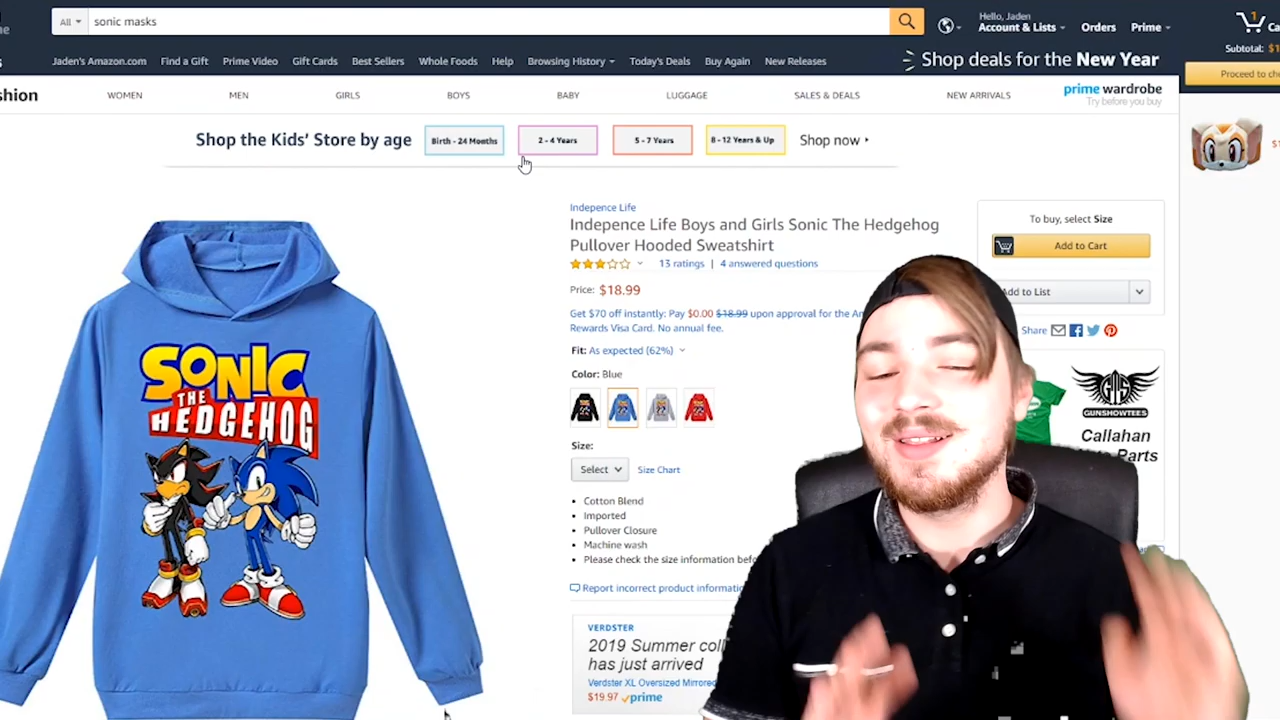 All
sonic masks
Hello, Jaden
Account & Lists
Orders
Prime
Subtotal:
Jaden's Amazon.com
Find a Gift
Prime Video
Gift Cards
Best Sellers
Whole Foods
Help
Browsing History
Today's Deals
Buy Again
New Releases
Shop deals for the New Year
Proceed to
WOMEN
MEN
GIRLS
BOYS
BABY
LUGGAGE
SALES & DEALS
NEW ARRIVALS
prime wardrobe
Try before you buy
Shop the Kids' Store by age
Birth - 24 Months
2 - 4 Years
5 - 7 Years
8 - 12 Years & Up
Shop now
Indepence Life
Indepence Life Boys and Girls Sonic The Hedgehog
Pullover Hooded Sweatshirt
13 ratings | 4 answered questions
Price: $18.99
Get $70 off instantly: Pay $0.00 $18.99 upon approval for the
Rewards Visa Card. No annual fee.
Fit: As expected (62%)
Color: Blue
Size:
Select
Size Chart
• Cotton Blend
• Imported
• Pullover Closure
• Machine wash
• Please check the size information
Report incorrect product
VERDSTER
2019 Summer
has just arrived
Verdster XL Oversized Mirrored
$19.97 prime
To buy, select Size
Add to Cart
Add to List
Share
GUNSHOWTEES
Callahan
SONIC
THE
HEDGEHOG